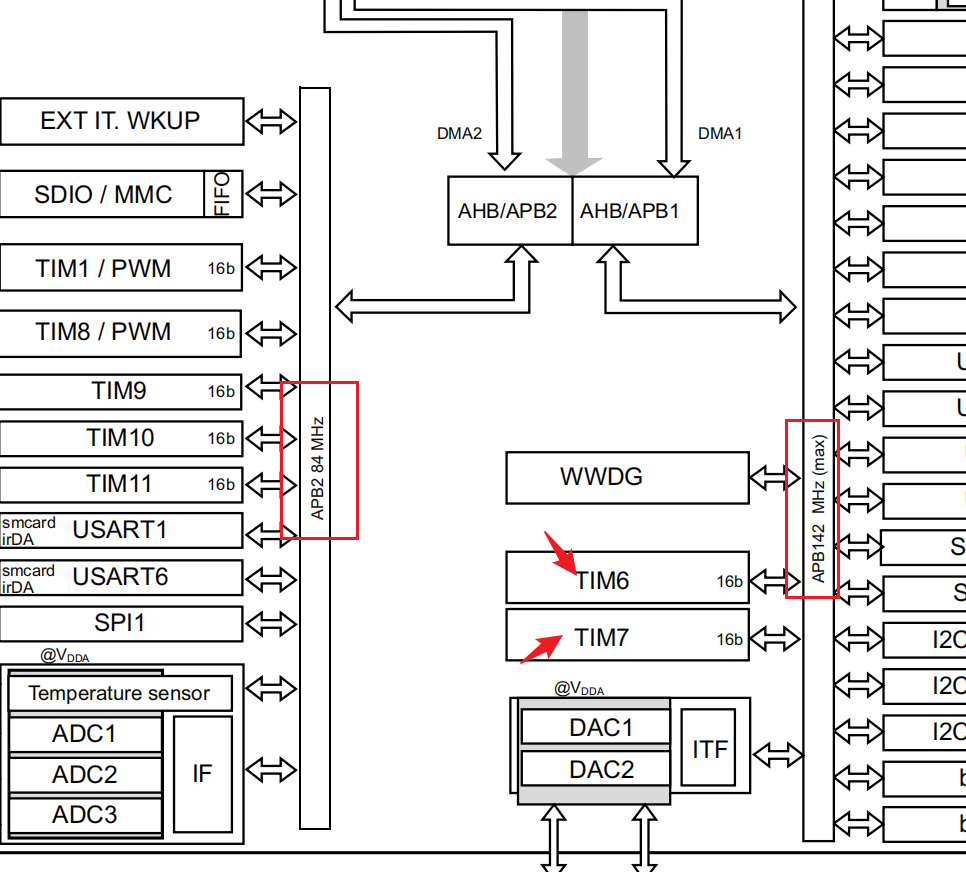 DMA2
DMA1
EXT IT. WKUP
SDIO / MMC
FIFO
AHB/APB2
AHB/APB1
TIM1 / PWM 16b
TIM8 / PWM 16b
TIM9 16b
TIM10 16b
TIM11 16b
smcard
irDA
USART1
smcard
irDA
USART6
SPI1
@VDDA
Temperature sensor
ADC1
ADC2
ADC3
IF
APB2 84 MHz
WWDG
TIM6 16b
TIM7 16b
@VDDA
DAC1
DAC2
ITF
APB142 MHz (max)
U
U
S
S
I2C
I2C
I2C
b
b